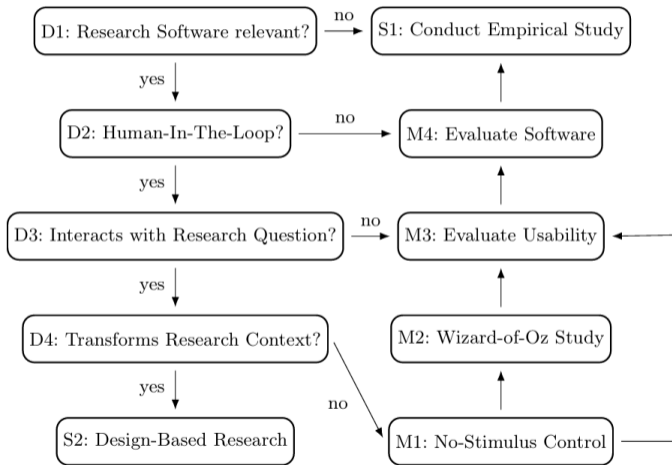 D1: Research Software relevant?
no
S1: Conduct Empirical Study
yes
D2: Human-In-The-Loop?
no
M4: Evaluate Software
yes
D3: Interacts with Research Question?
no
M3: Evaluate Usability
yes
D4: Transforms Research Context?
M2: Wizard-of-Oz Study
yes
no
S2: Design-Based Research
M1: No-Stimulus Control